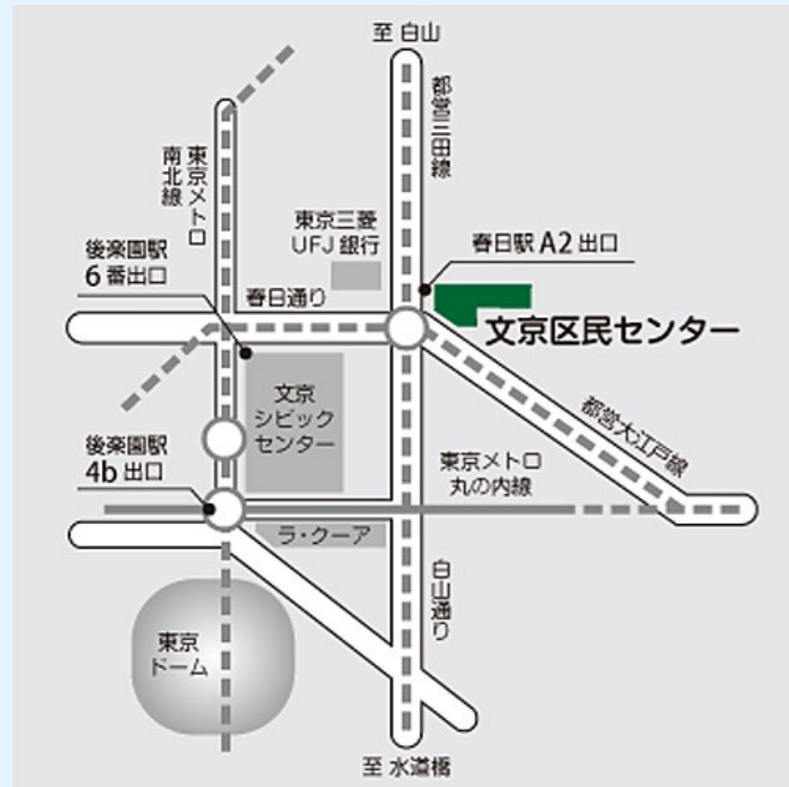 至 白山
都営三田線
東京メトロ
南北線
東京三菱
UFJ 銀行
春日駅 A2 出口
後楽園駅
6 番出口
春日通り
文京区民センター
文京
シビック
センター
都営大江戸線
後楽園駅
4b 出口
東京メトロ
丸の内線
ラ・クーア
白山通り
東京
ドーム
至 水道橋